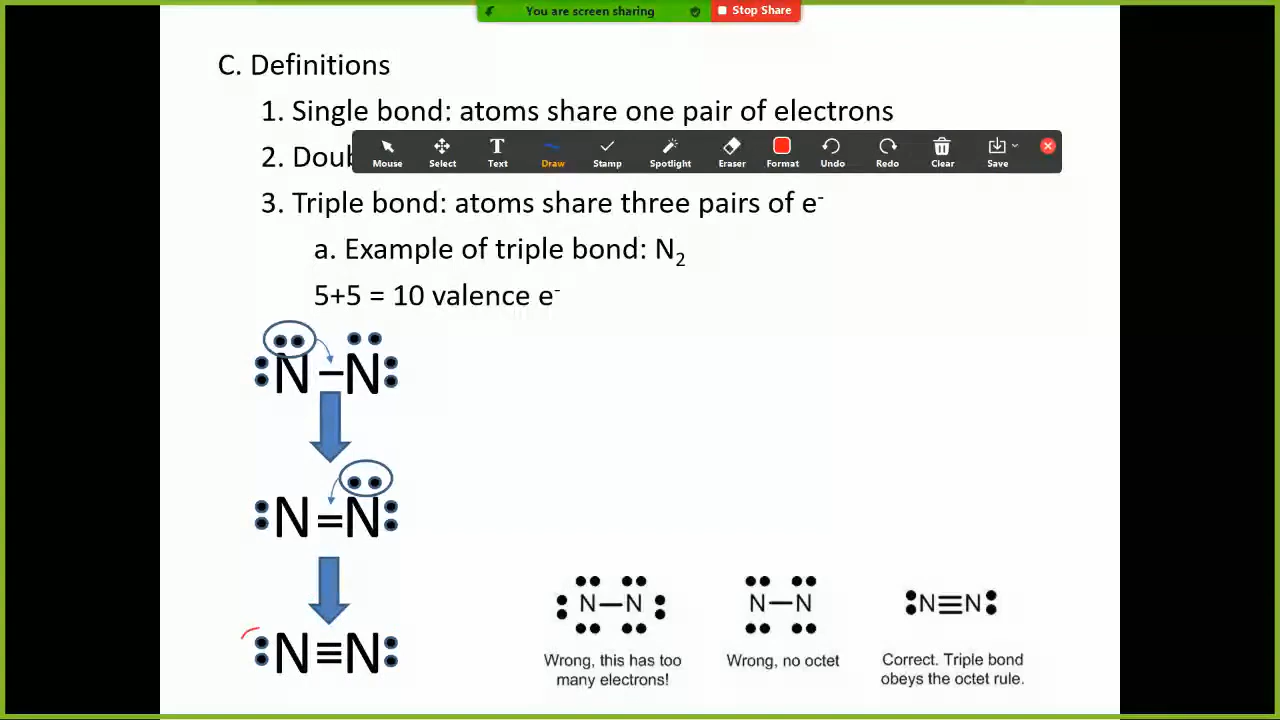 You are screen sharing Stop Share
C. Definitions
1. Single bond: atoms share one pair of electrons
Mouse Select Text Draw Stamp Spotlight Eraser Format Undo Redo Clear Save
2.
3. Triple bond: atoms share three pairs of e-
a. Example of triple bond: N2
5+5 = 10 valence e-
N–N
N=N
N≡N
N–N
Wrong, this has too
many electrons!
N–N
Wrong, no octet
N≡N
Correct. Triple bond
obeys the octet rule.